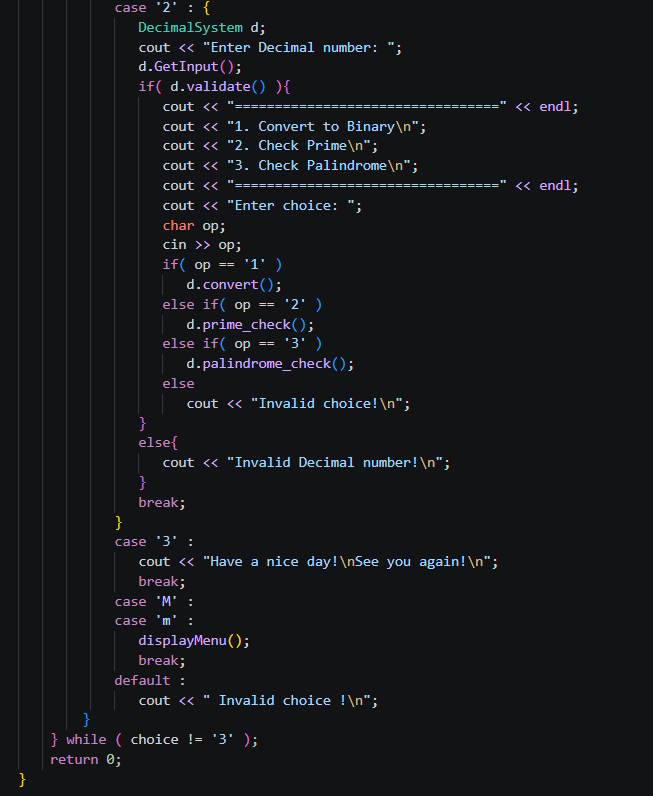 case '2' : {
DecimalSystem d;
cout << "Enter Decimal number: ";
d.GetInput();
if( d.validate() ){
cout << "=================================" << endl;
cout << "1. Convert to Binary\n";
cout << "2. Check Prime\n";
cout << "3. Check Palindrome\n";
cout << "=================================" << endl;
cout << "Enter choice: ";
char op;
cin >> op;
if( op == '1' )
d.convert();
else if( op == '2' )
d.prime_check();
else if( op == '3' )
d.palindrome_check();
else
cout << "Invalid choice!\n";
}
else{
cout << "Invalid Decimal number!\n";
}
break;
}
case '3' :
cout << "Have a nice day!\nSee you again!\n";
break;
case 'M' :
case 'm' :
displayMenu();
break;
default :
cout << " Invalid choice !\n";
}
} while ( choice != '3' );
return 0;
}